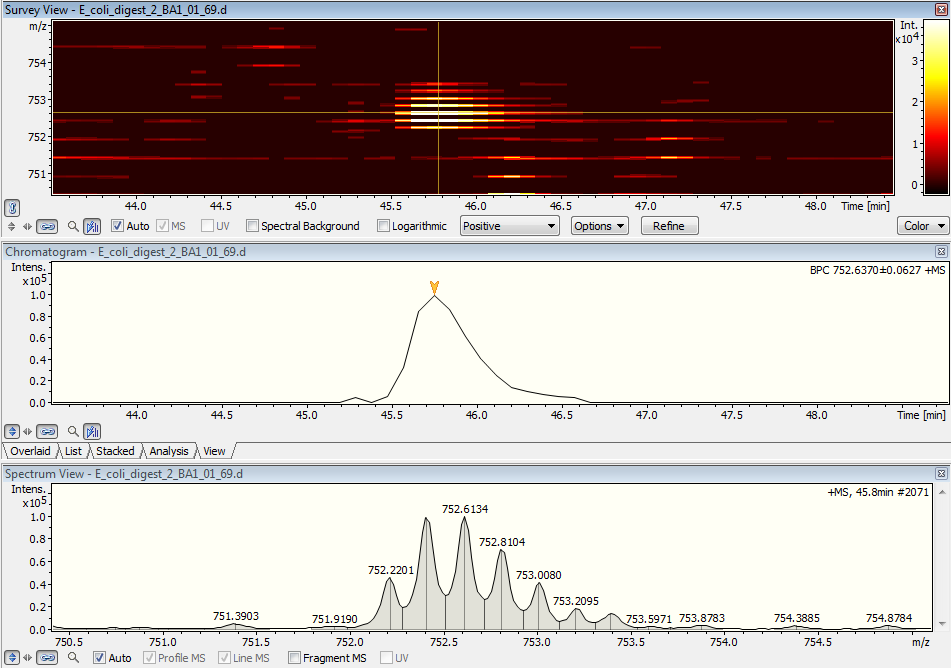 Survey View - E_coli_digest_2_BA1_01_69.d
m/z
754
753
752
751
44.0 44.5 45.0 45.5 46.0 46.5 47.0 47.5 48.0 Time [min]
Int.
x10⁴
3
2
1
0
Auto MS UV Spectral Background Logarithmic Positive Options Refine Color
Chromatogram - E_coli_digest_2_BA1_01_69.d
Intens.
x10⁵
BPC 752.6370±0.0627 +MS
1.0
0.8
0.6
0.4
0.2
0.0
44.0 44.5 45.0 45.5 46.0 46.5 47.0 47.5 48.0 Time [min]
Overlaid List Stacked Analysis View
Spectrum View - E_coli_digest_2_BA1_01_69.d
Intens.
x10⁵
+MS, 45.8min #2071
1.0
0.8
0.6
0.4
0.2
0.0
752.6134
752.8104
752.2201
753.0080
753.2095
751.3903
751.9190
753.5971
753.8783
754.3885
754.8784
750.5 751.0 751.5 752.0 752.5 753.0 753.5 754.0 754.5 m/z
Auto Profile MS Line MS Fragment MS UV